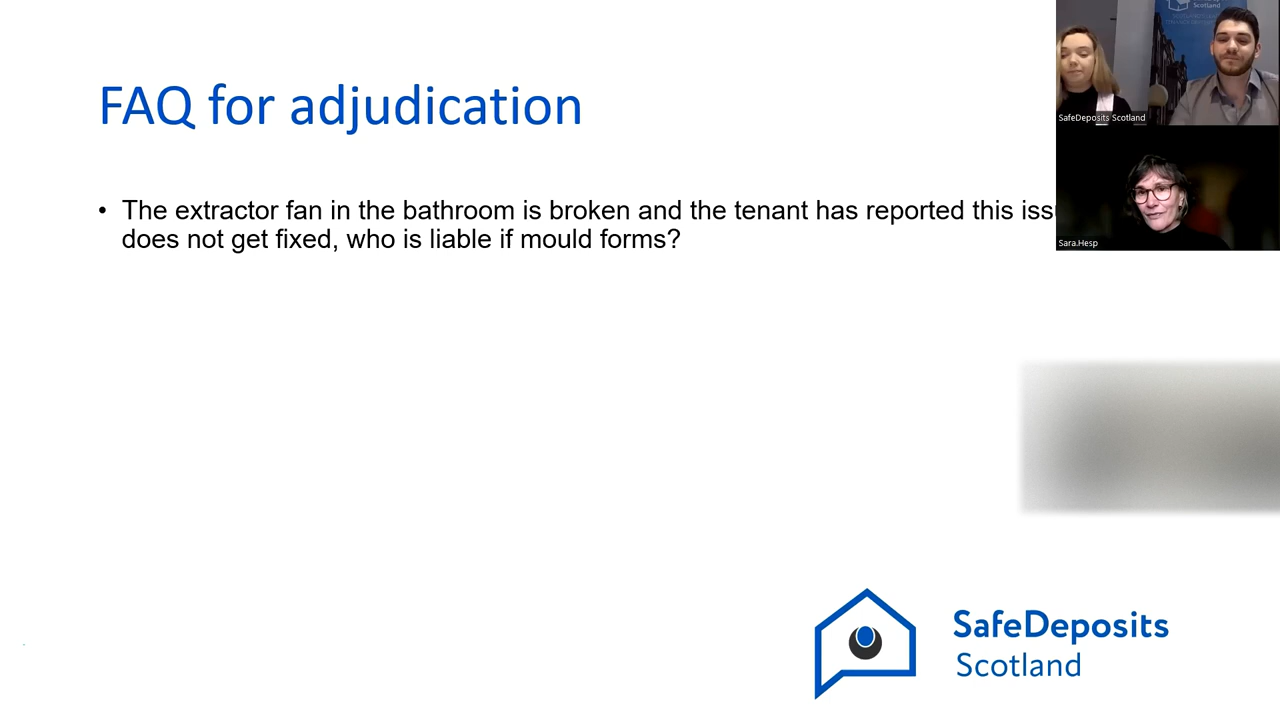 FAQ for adjudication
• The extractor fan in the bathroom is broken and the tenant has reported this
does not get fixed, who is liable if mould forms?
Scotland
SafeDeposits Scotland
Sara.Hesp
SafeDeposits
Scotland